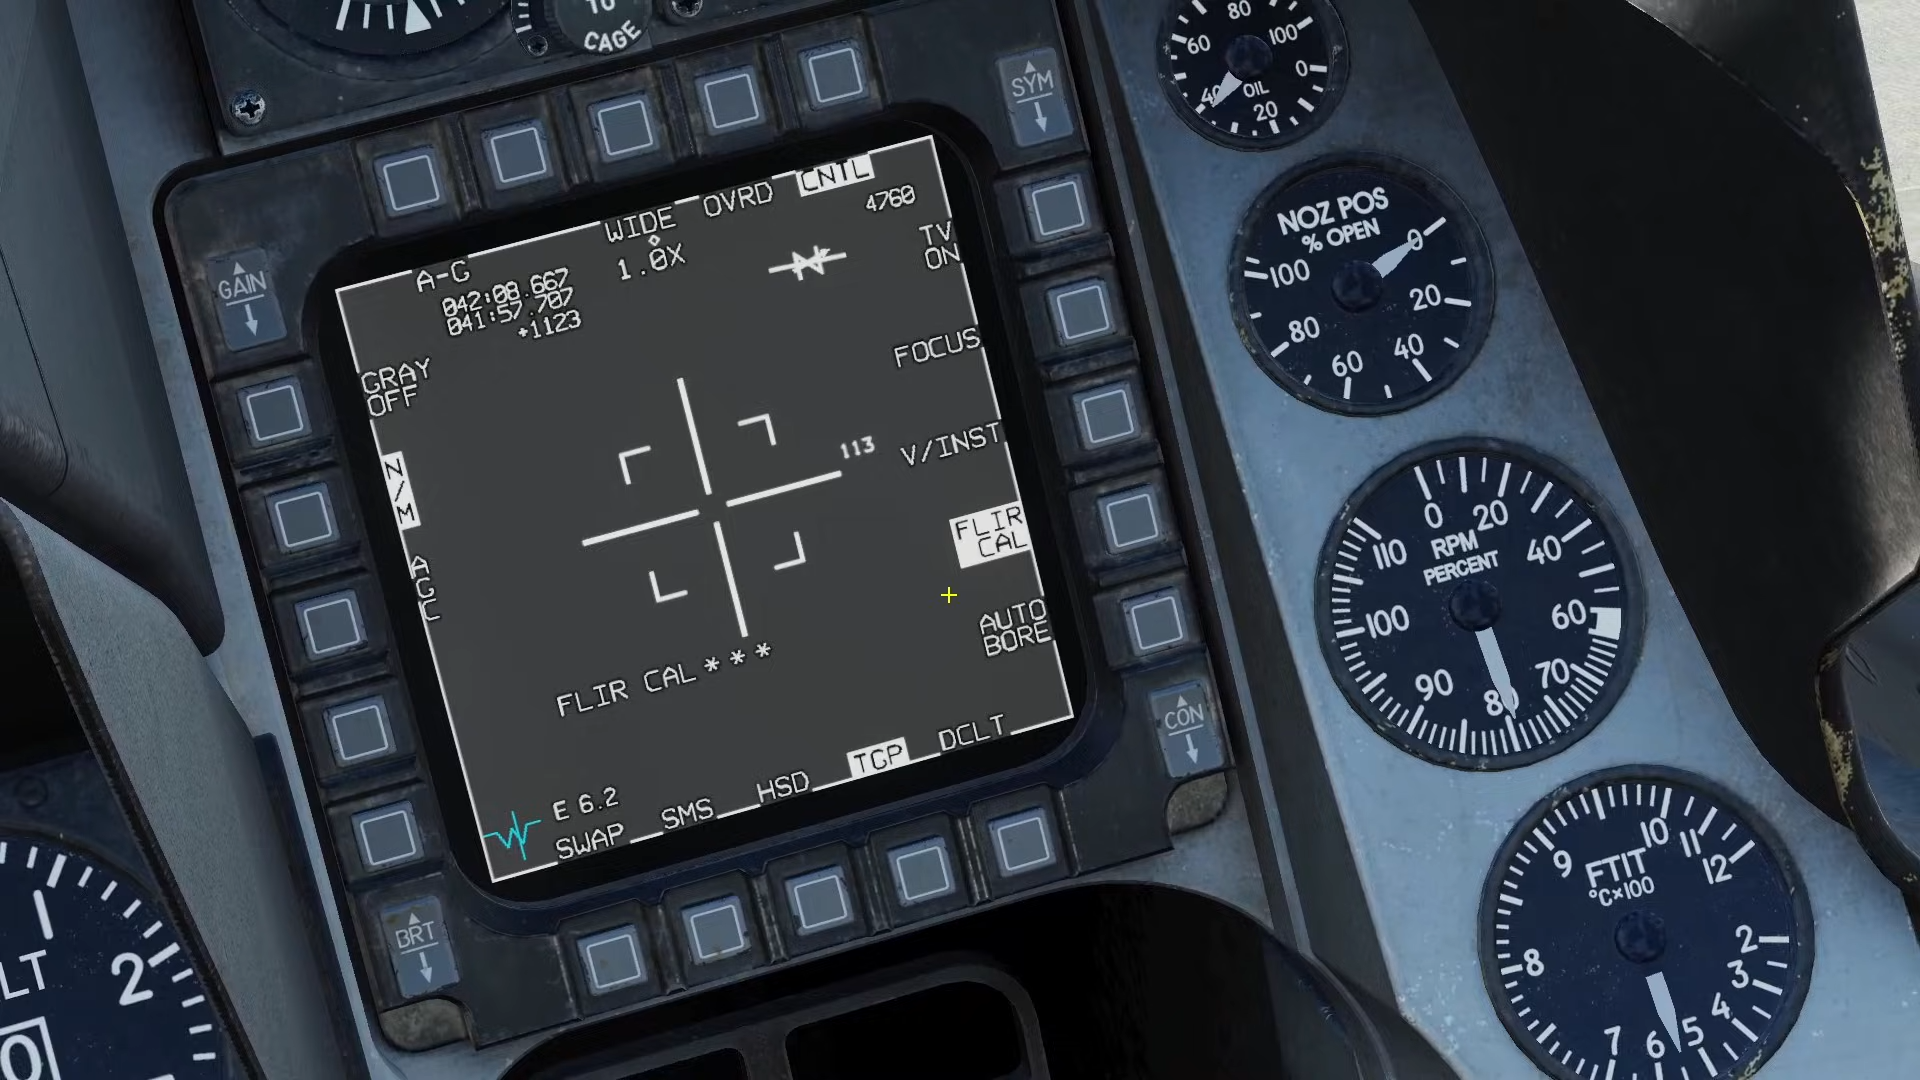 10
CAGE
SYM
GAIN
A-G
WIDE
1.0X
OVRD
CNTL
4760
042:08.667
041:57.707
*1123
TV
ON
GRAY
OFF
FOCUS
N
/
M
113
V/INST
A
G
C
FLIR
CAL
AUTO
BORE
FLIR CAL***
E 6.2
SWAP
SMS
HSD
TGP
DCLT
CON
BRT
80
100
60
0
40
OIL
20
NOZ POS
% OPEN
0
100
20
80
60
40
0
20
110
RPM
PERCENT
40
100
60
90
80
70
10
11
9
FTIT
°C×100
12
2
8
3
4
7
6
5
LT
2
0